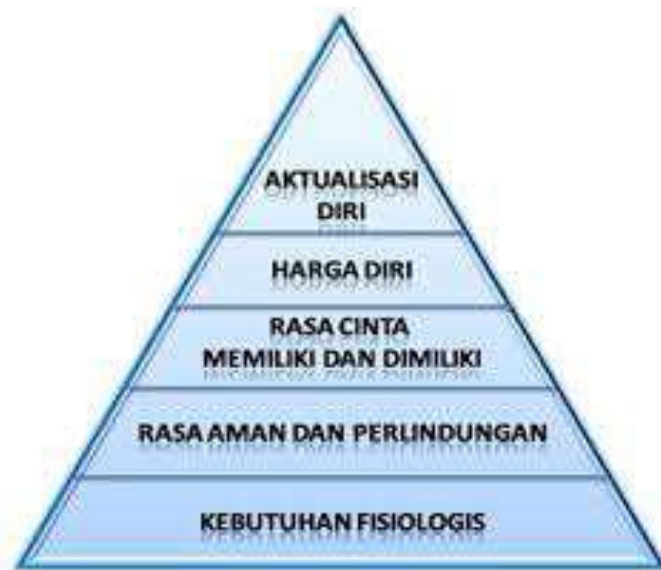 AKTUALISASI
DIRI
HARGA DIRI
RASA CINTA
MEMILIKI DAN DIMILIKI
RASA AMAN DAN PERLINDUNGAN
KEBUTUHAN FISIOLOGIS